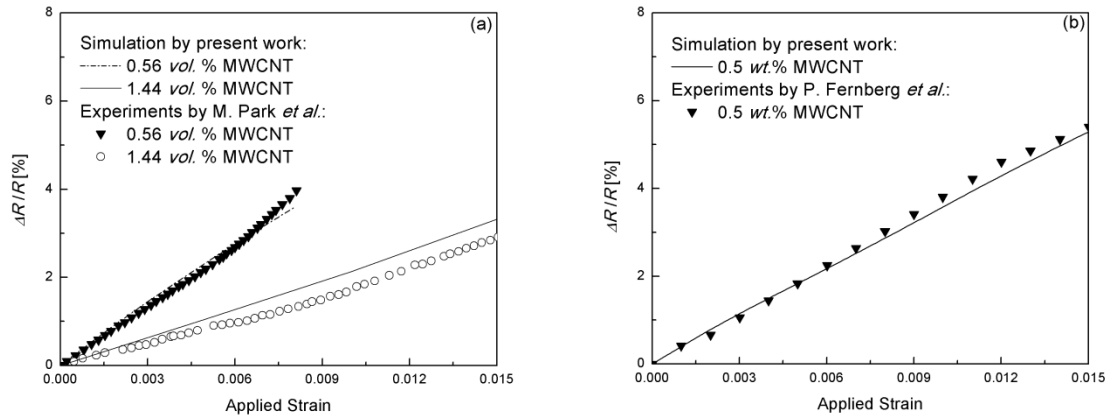 (a)
Simulation by present work:
0.56 vol. % MWCNT
1.44 vol. % MWCNT
Experiments by M. Park et al.:
0.56 vol. % MWCNT
1.44 vol. % MWCNT
8
6
4
2
0
ΔR/R [%]
0.000 0.003 0.006 0.009 0.012 0.015
Applied Strain
(b)
Simulation by present work:
0.5 wt.% MWCNT
Experiments by P. Fernberg et al.:
0.5 wt.% MWCNT
8
6
4
2
0
ΔR/R [%]
0.000 0.003 0.006 0.009 0.012 0.015
Applied Strain